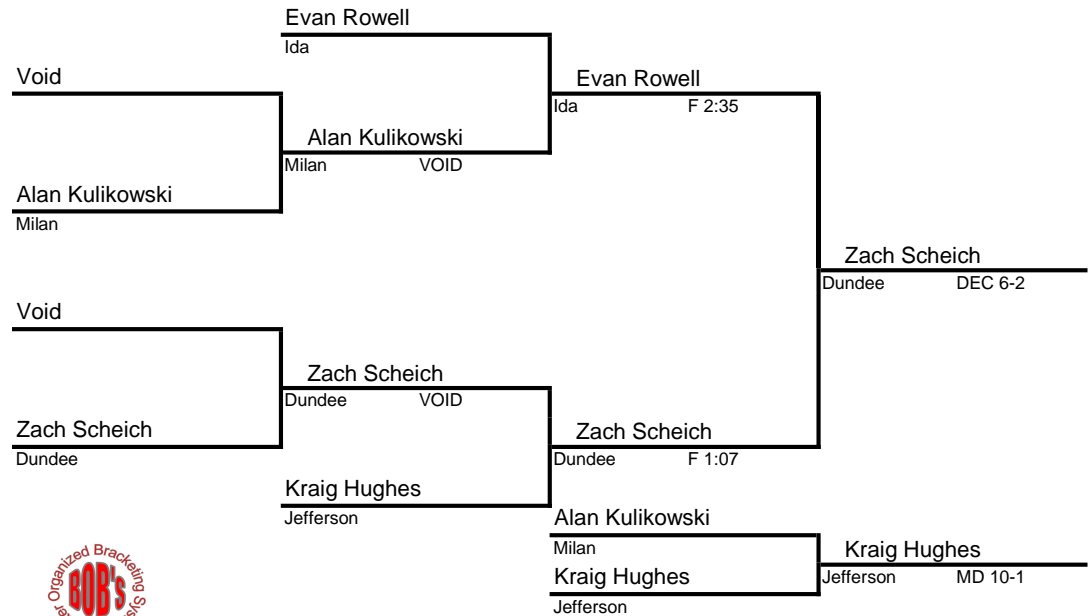 Evan Rowell
Ida
Void
Evan Rowell
Ida F 2:35
Alan Kulikowski
Milan VOID
Alan Kulikowski
Milan
Zach Scheich
Dundee DEC 6-2
Void
Zach Scheich
Dundee VOID
Zach Scheich
Dundee
Zach Scheich
Dundee F 1:07
Kraig Hughes
Jefferson
Alan Kulikowski
Milan
Kraig Hughes
Jefferson MD 10-1
Kraig Hughes
Jefferson
Organized Bracketing
BOB'S